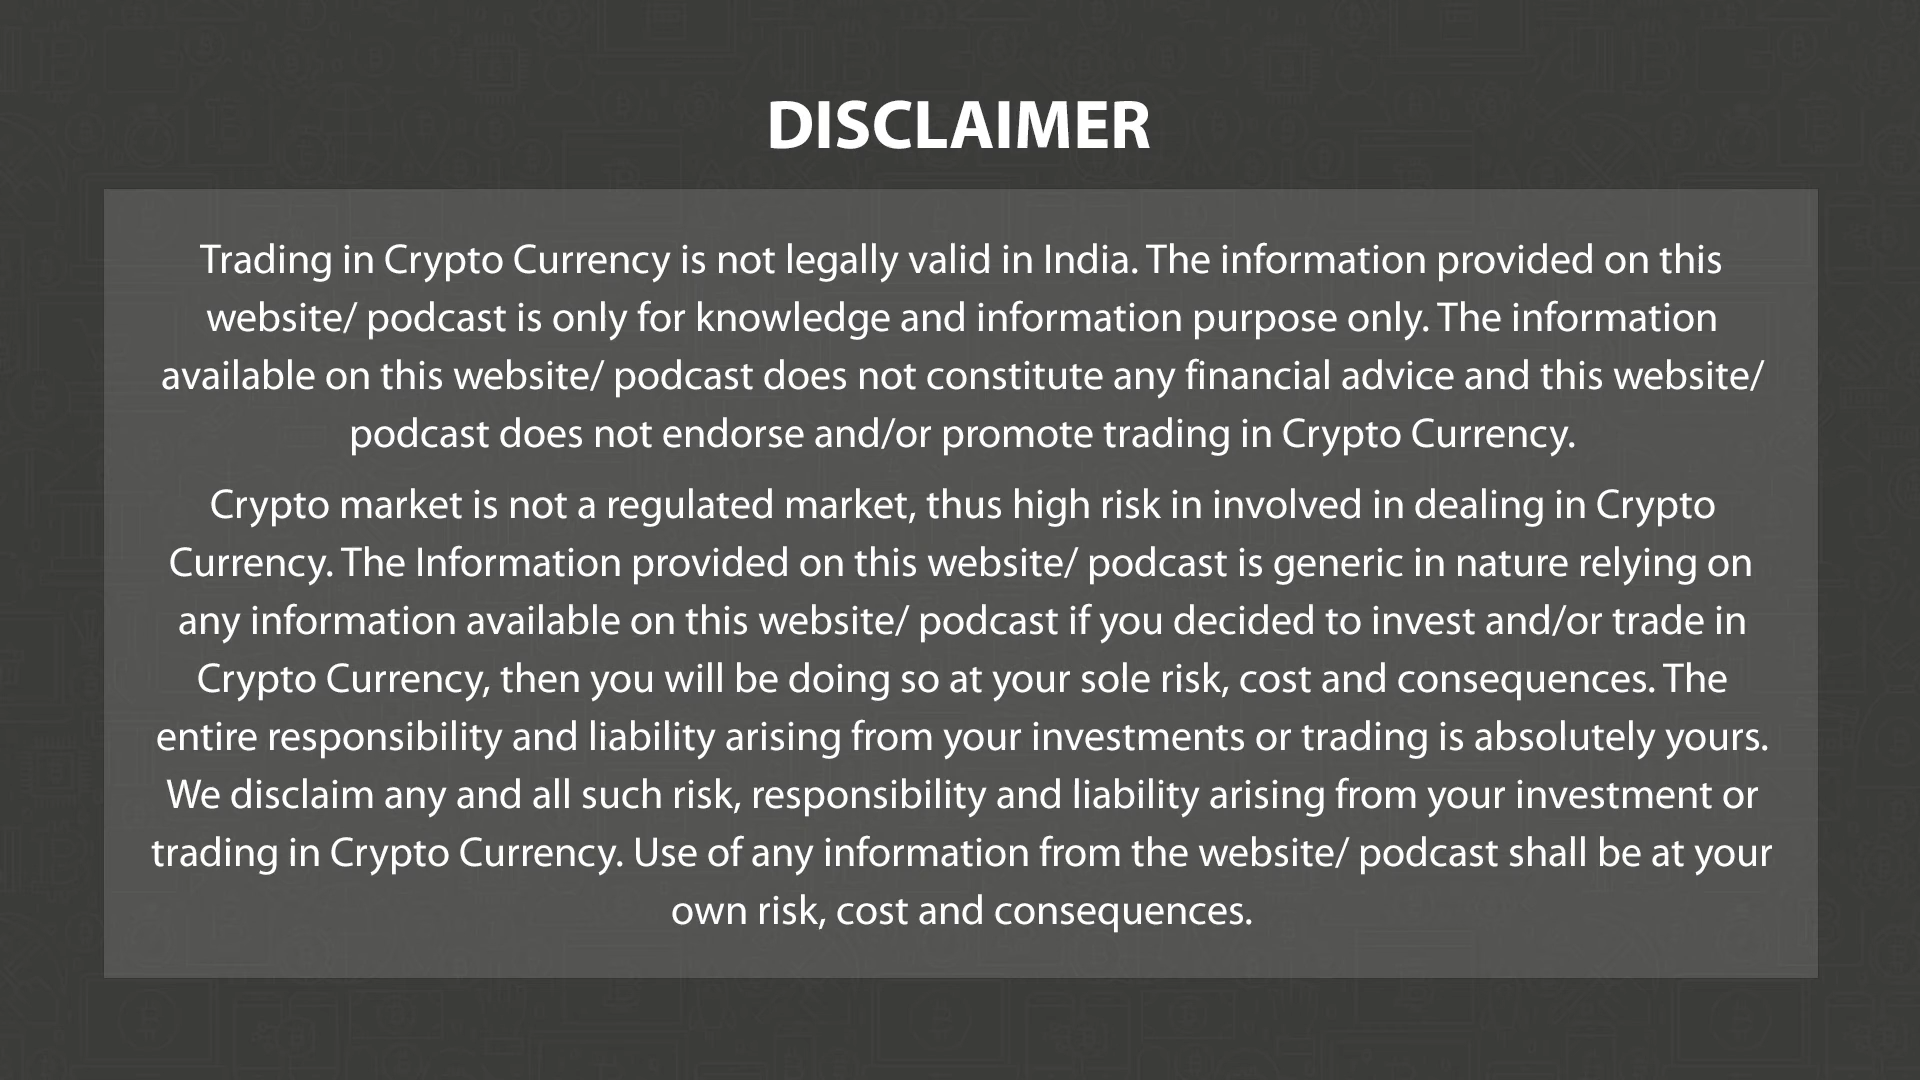 DISCLAIMER
Trading in Crypto Currency is not legally valid in India. The information provided on this
website/ podcast is only for knowledge and information purpose only. The information
available on this website/ podcast does not constitute any financial advice and this website/
podcast does not endorse and/or promote trading in Crypto Currency.
Crypto market is not a regulated market, thus high risk in involved in dealing in Crypto
Currency. The Information provided on this website/ podcast is generic in nature relying on
any information available on this website/ podcast if you decided to invest and/or trade in
Crypto Currency, then you will be doing so at your sole risk, cost and consequences. The
entire responsibility and liability arising from your investments or trading is absolutely yours.
We disclaim any and all such risk, responsibility and liability arising from your investment or
trading in Crypto Currency. Use of any information from the website/ podcast shall be at your
own risk, cost and consequences.